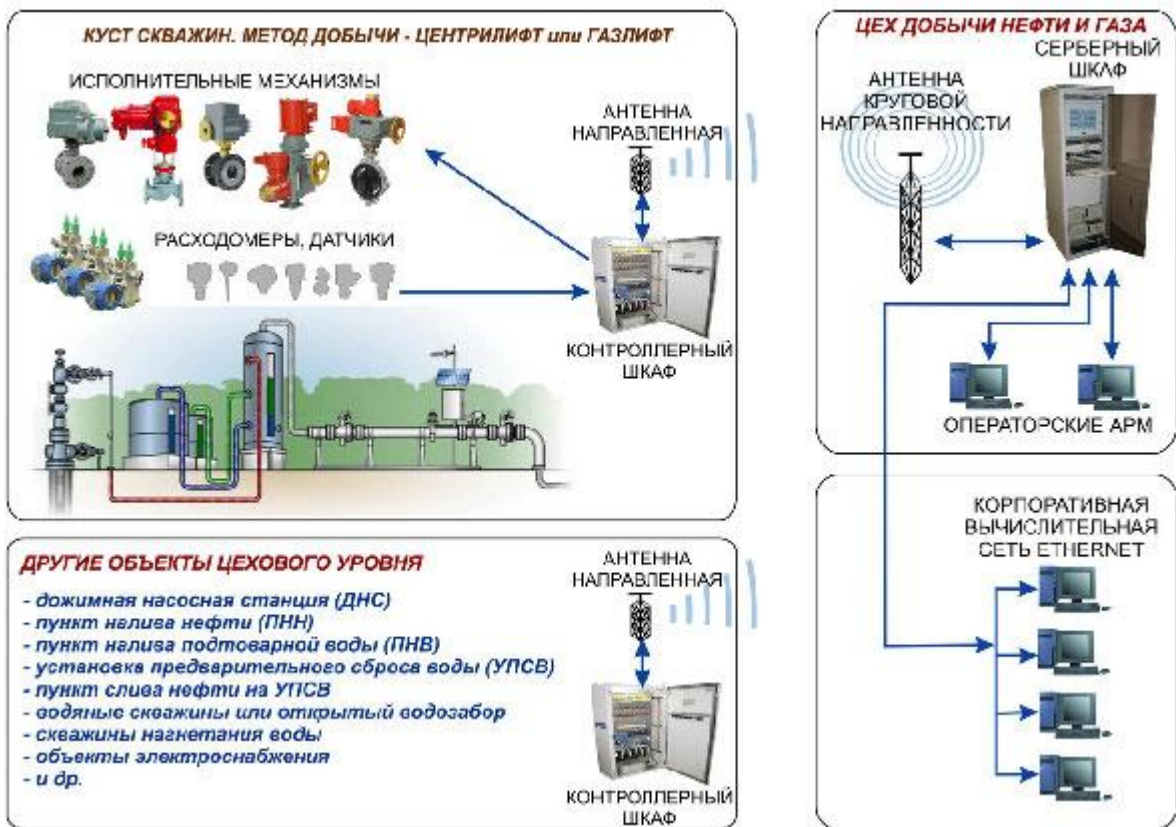 КУСТ СКВАЖИН. МЕТОД ДОБЫЧИ - ЦЕНТРИЛИФТ или ГАЗЛИФТ
ИСПОЛНИТЕЛЬНЫЕ МЕХАНИЗМЫ
АНТЕННА
НАПРАВЛЕННАЯ
РАСХОДОМЕРЫ, ДАТЧИКИ
КОНТРОЛЛЕРНЫЙ
ШКАФ
ЦЕХ ДОБЫЧИ НЕФТИ И ГАЗА
СЕРВЕРНЫЙ
ШКАФ
АНТЕННА
КРУГОВОЙ
НАПРАВЛЕННОСТИ
ОПЕРАТОРСКИЕ АРМ
ДРУГИЕ ОБЪЕКТЫ ЦЕХОВОГО УРОВНЯ
- дожимная насосная станция (ДНС)
- пункт налива нефти (ПНН)
- пункт налива подтоварной воды (ПНВ)
- установка предварительного сброса воды (УПСВ)
- пункт слива нефти на УПСВ
- водяные скважины или открытый водозабор
- скважины нагнетания воды
- объекты электроснабжения
- и др.
АНТЕННА
НАПРАВЛЕННАЯ
КОНТРОЛЛЕРНЫЙ
ШКАФ
КОРПОРАТИВНАЯ
ВЫЧИСЛИТЕЛЬНАЯ
СЕТЬ ETHERNET